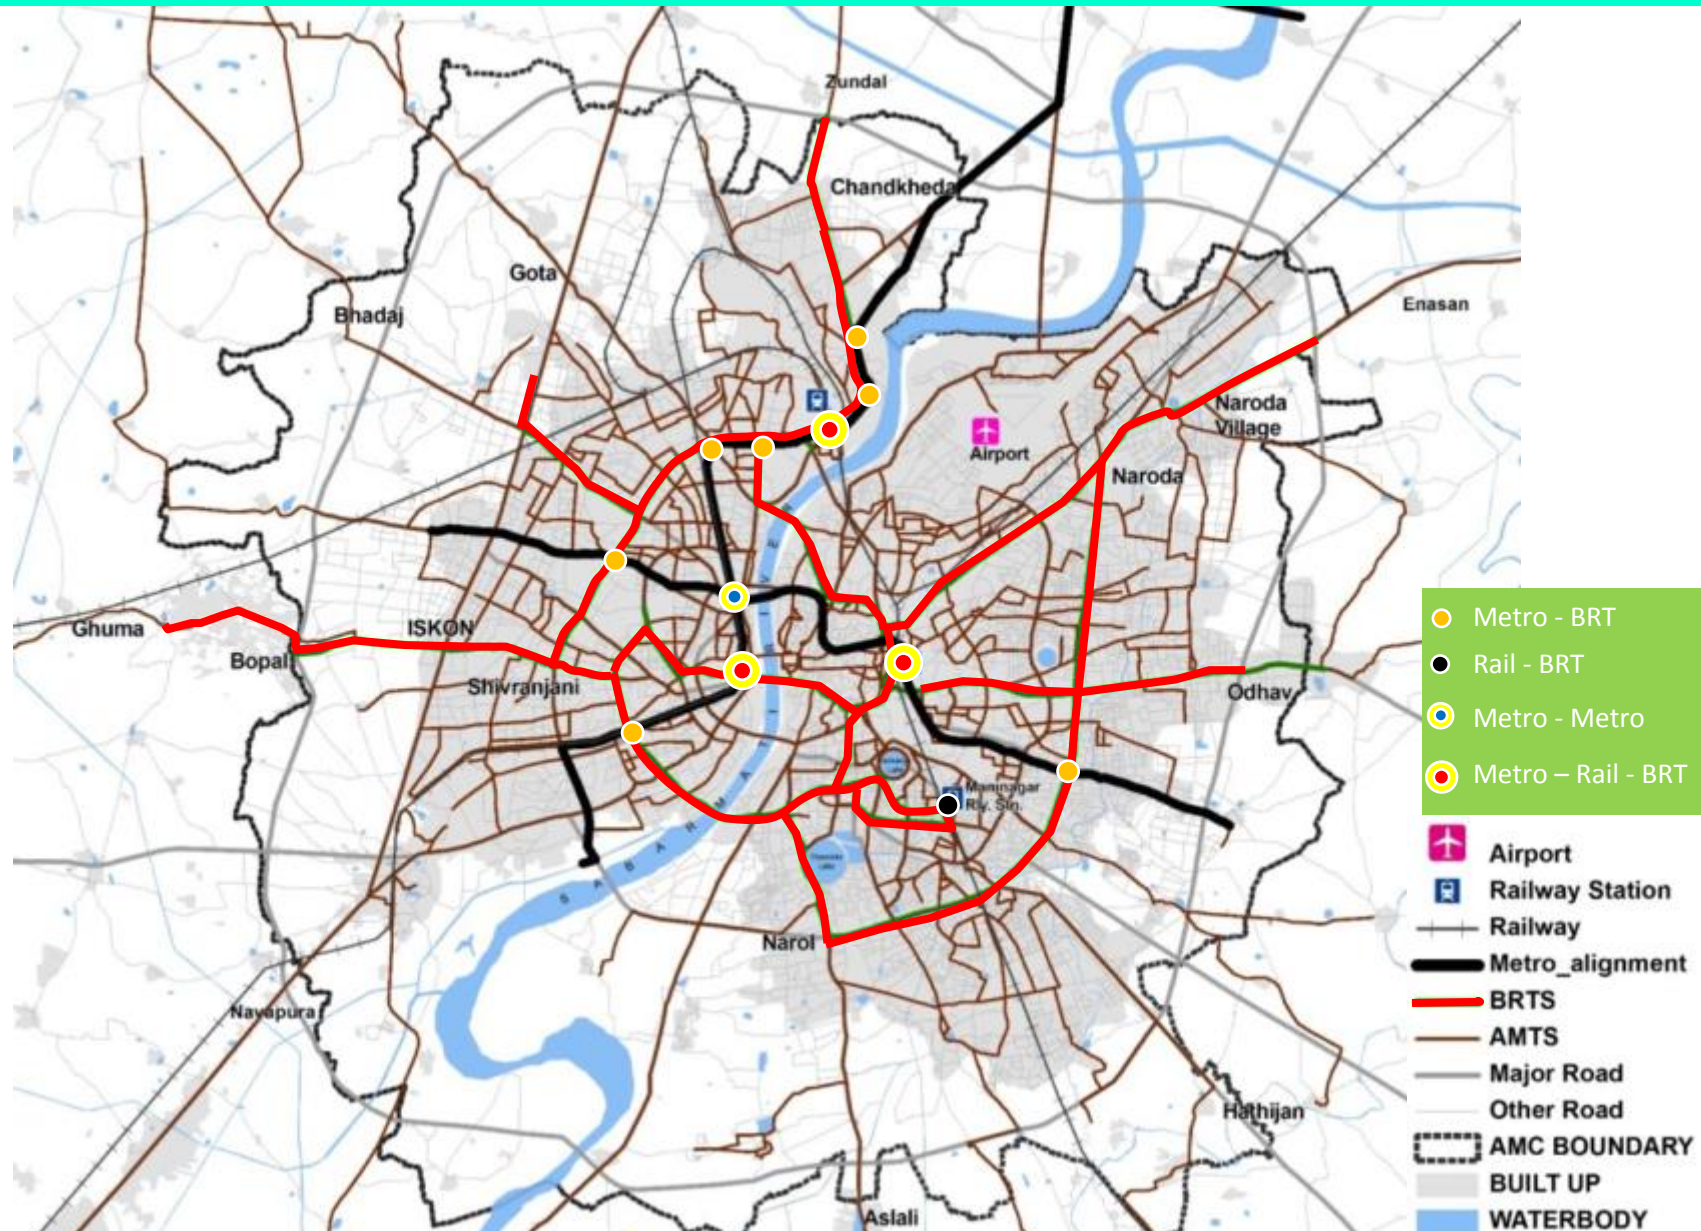 Zundal
Chandkheda
Gota
Bhadaj
Enasan
Naroda
Village
Airport
Naroda
Ghuma
ISKON
Bopal
Shivranjani
Odhav
Maninagar
Rly. Stn.
SABARMATI RIVER
Narol
Navapura
Hathijan
Aslali
Metro - BRT
Rail - BRT
Metro - Metro
Metro – Rail - BRT
Airport
Railway Station
Railway
Metro_alignment
BRTS
AMTS
Major Road
Other Road
AMC BOUNDARY
BUILT UP
WATERBODY